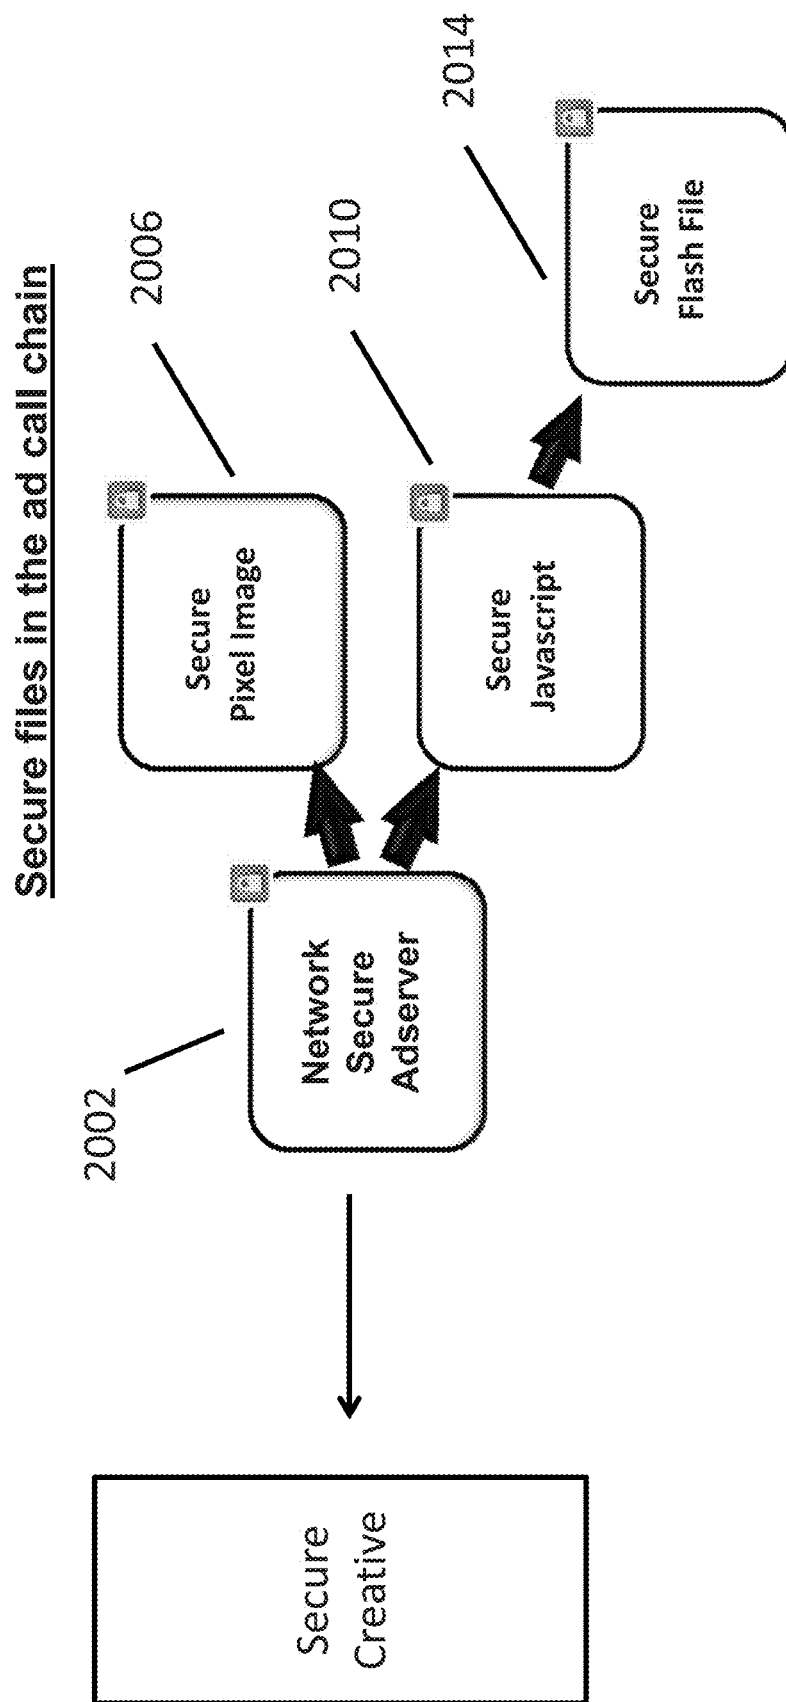 Secure files in the ad call chain
Secure
Creative
2002
Network
Secure
Adserver
2006
Secure
Pixel Image
2010
Secure
Javascript
2014
Secure
Flash File